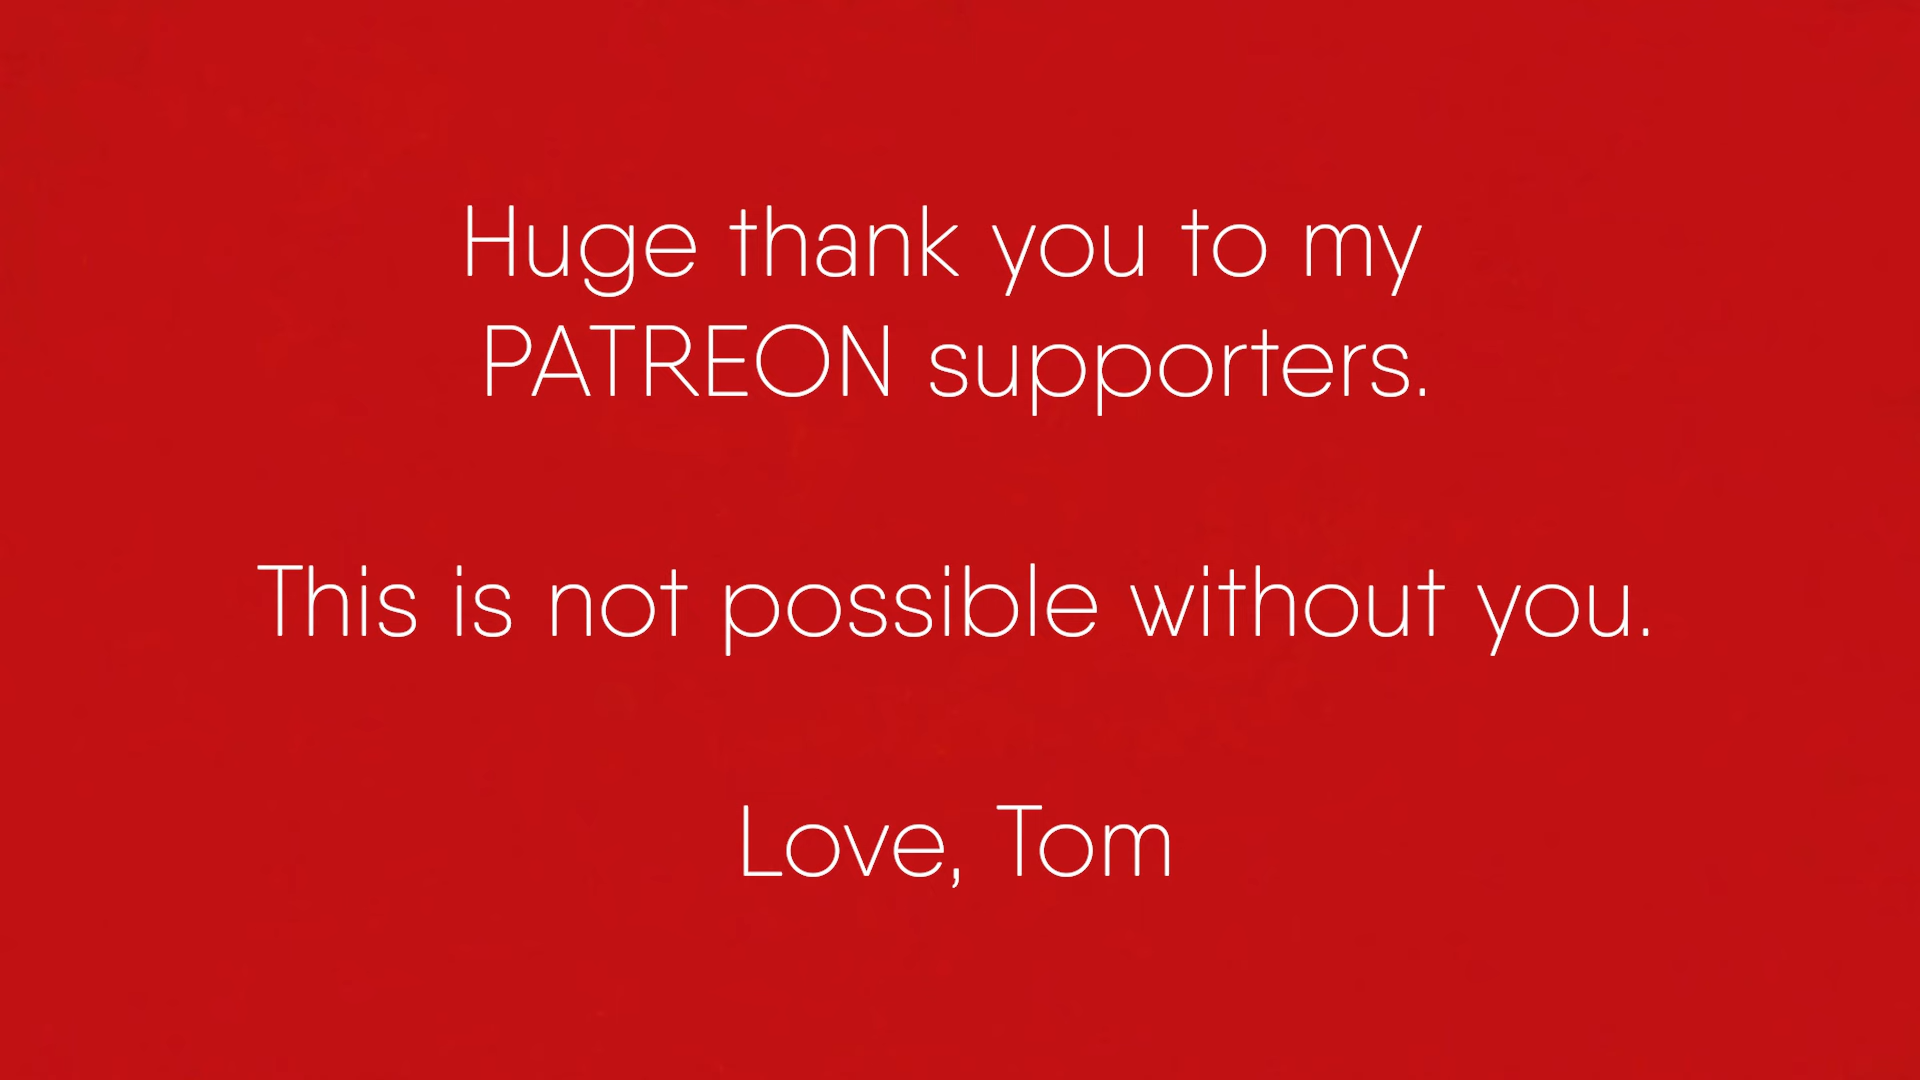 Huge thank you to my
PATREON supporters.
This is not possible without you.
Love, Tom